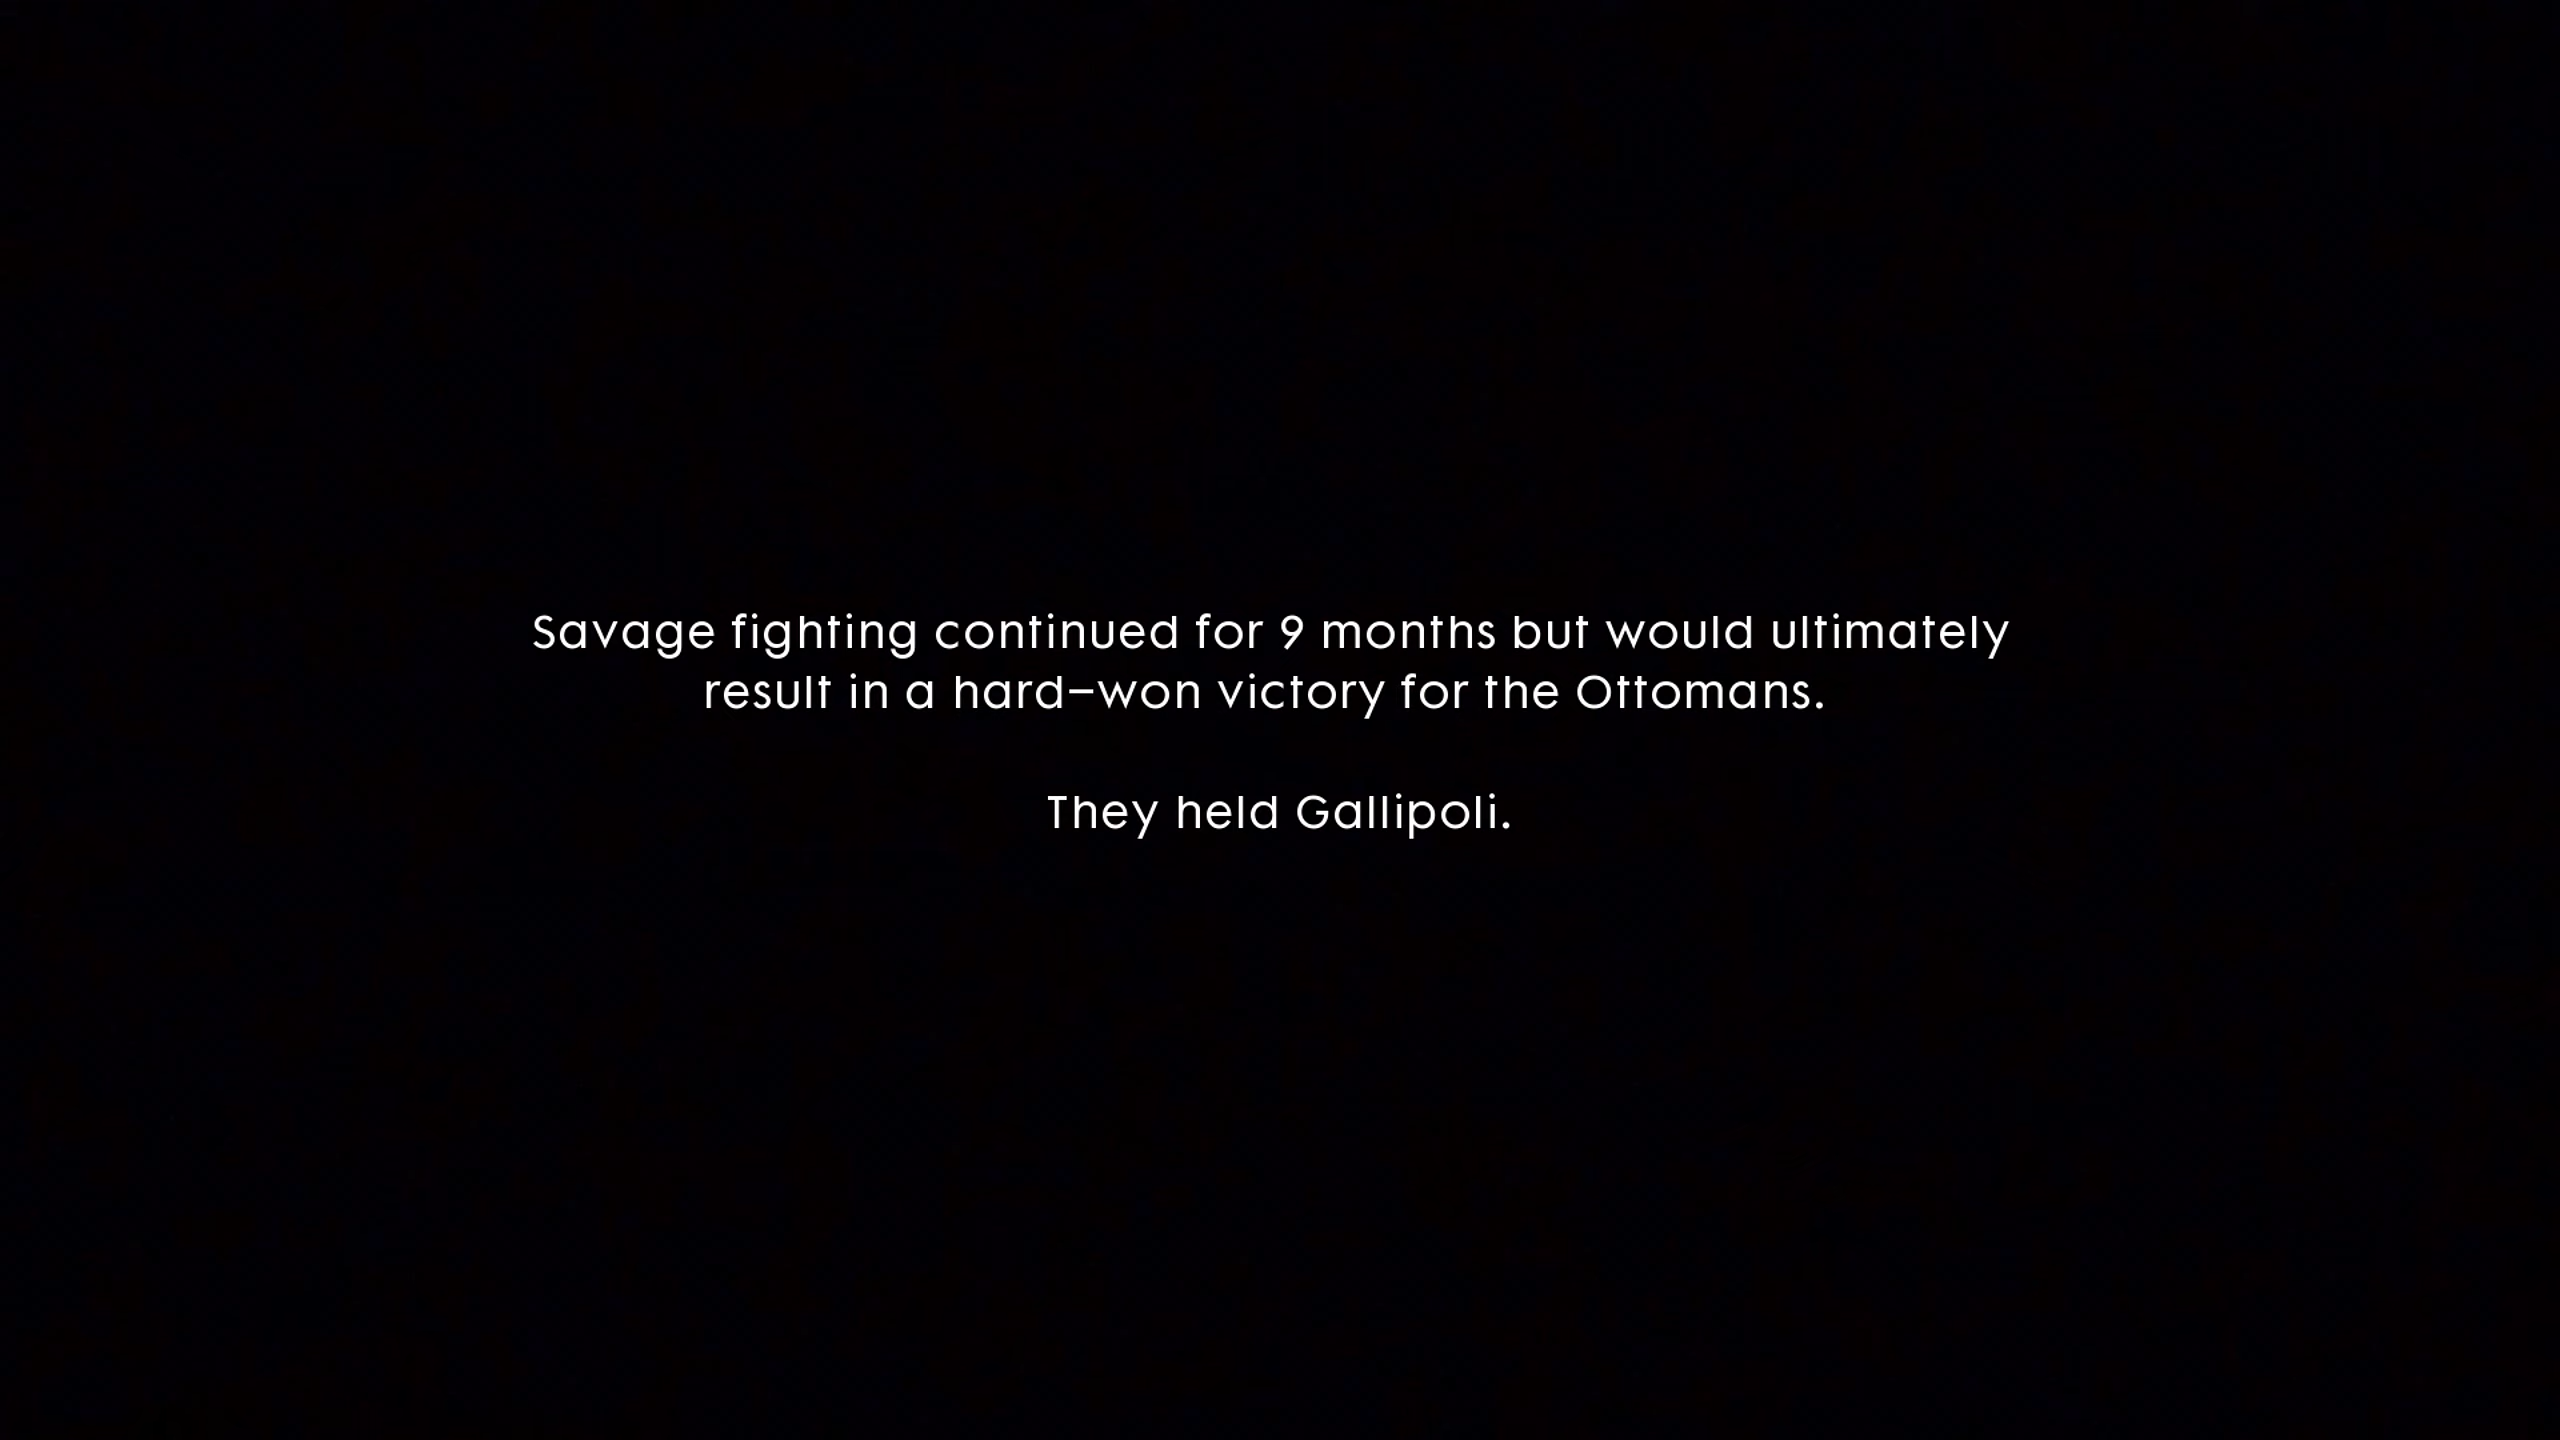 Savage fighting continued for 9 months but would ultimately
result in a hard-won victory for the Ottomans.
They held Gallipoli.